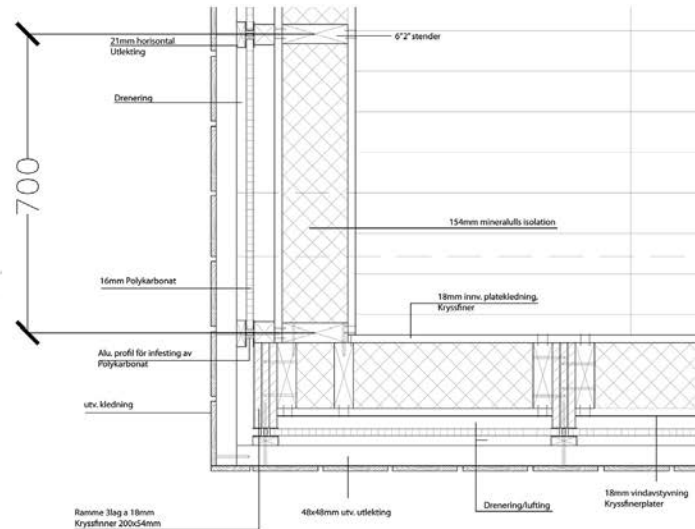 21mm horisontal
Utlekting
6"2" stender
Drenering
700
154mm mineralulls isolation
16mm Polykarbonat
18mm innv. platekledning,
Kryssfiner
Alu. profil för infesting av
Polykarbonat
utv. kledning
Ramme 3lag a 18mm
Kryssfinner 200x54mm
48x48mm utv. utlekting
Drenering/lufting
18mm vindavstyvning
Kryssfinerplater